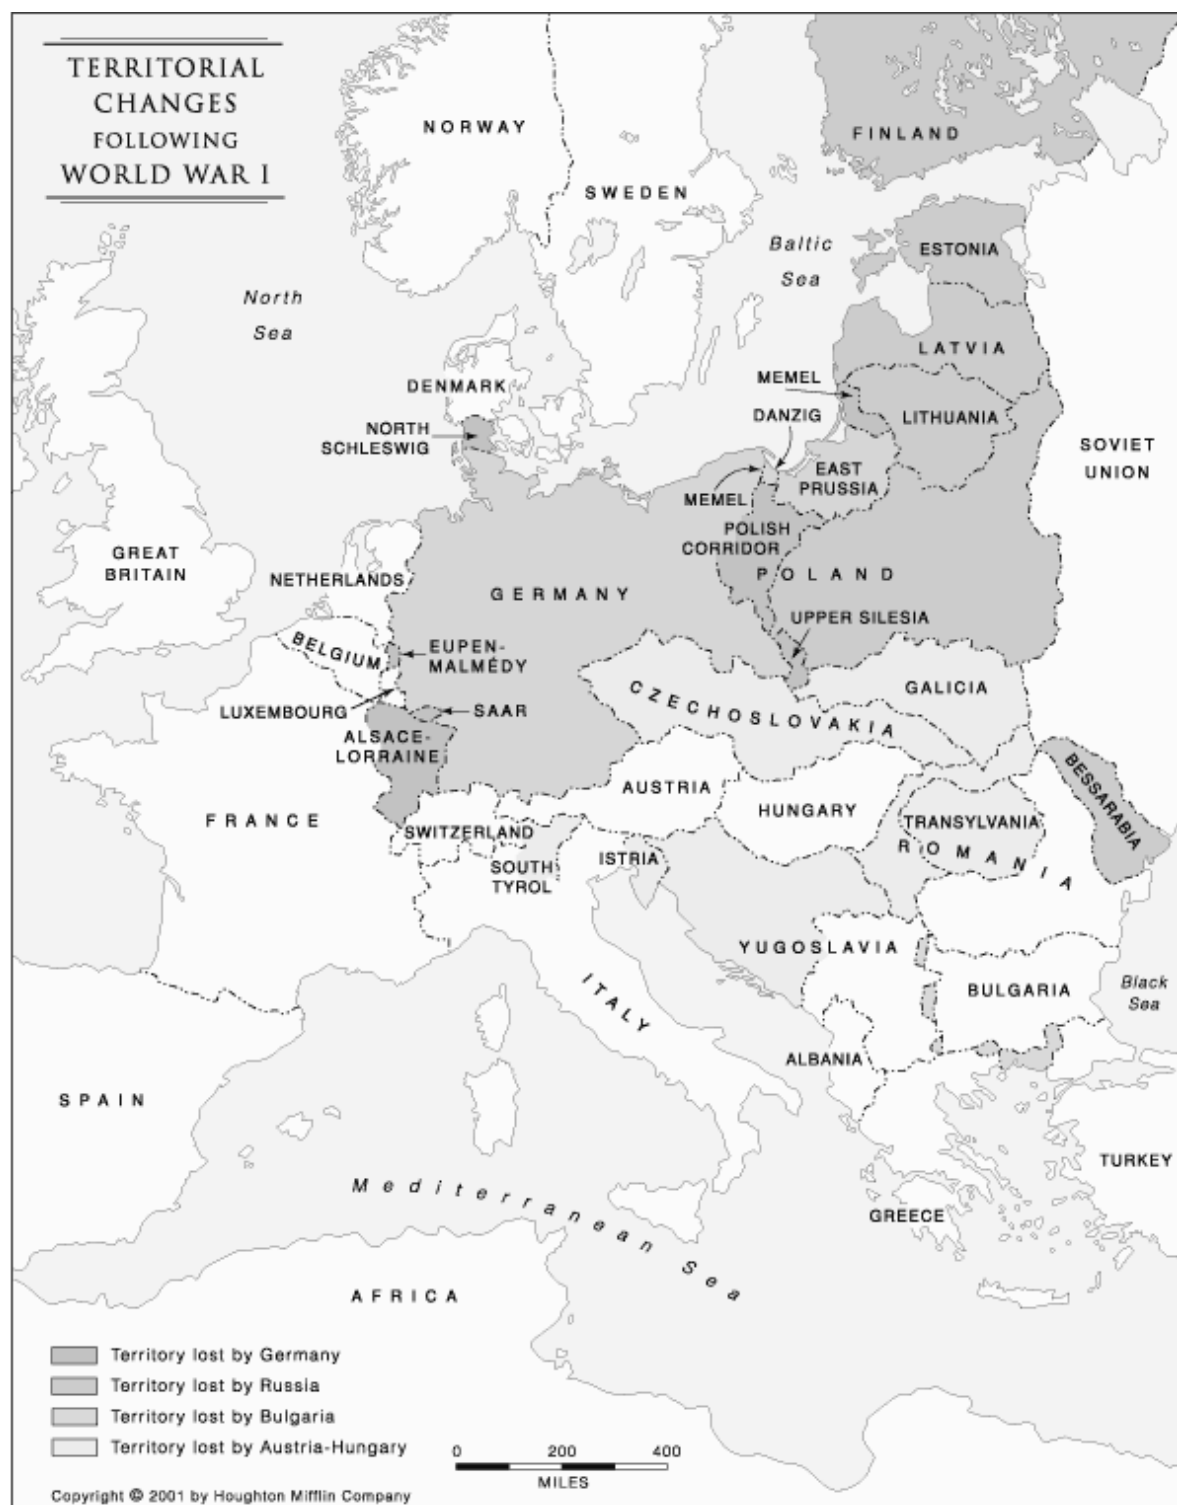 TERRITORIAL
CHANGES
FOLLOWING
WORLD WAR I
NORWAY
FINLAND
SWEDEN
Baltic
Sea
ESTONIA
North
Sea
LATVIA
DENMARK
MEMEL
DANZIG
LITHUANIA
NORTH
SCHLESWIG
SOVIET
UNION
EAST
PRUSSIA
MEMEL
POLISH
CORRIDOR
GREAT
BRITAIN
NETHERLANDS
GERMANY
POLAND
UPPER SILESIA
BELGIUM
EUPEN-
MALMÉDY
GALICIA
CZECHOSLOVAKIA
LUXEMBOURG
SAAR
ALSACE-
LORRAINE
BESSARABIA
AUSTRIA
HUNGARY
FRANCE
SWITZERLAND
TRANSYLVANIA
ROMANIA
SOUTH
TYROL
ISTRIA
YUGOSLAVIA
ITALY
BULGARIA
Black
Sea
ALBANIA
SPAIN
TURKEY
Mediterranean Sea
GREECE
AFRICA
Territory lost by Germany
Territory lost by Russia
Territory lost by Bulgaria
Territory lost by Austria-Hungary
0 200 400
MILES
Copyright © 2001 by Houghton Mifflin Company